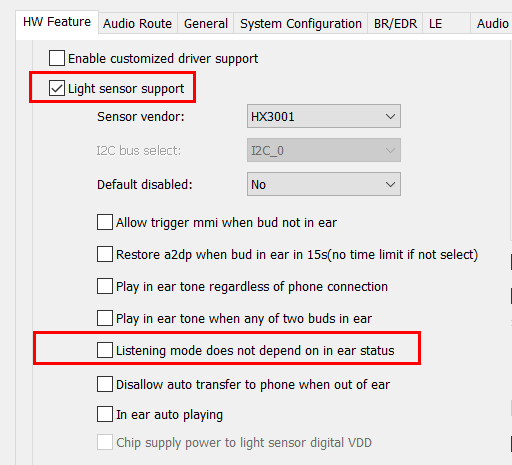 HW Feature Audio Route General System Configuration BR/EDR LE Audio
Enable customized driver support
Light sensor support
Sensor vendor: HX3001
I2C bus select: I2C_0
Default disabled: No
Allow trigger mmi when bud not in ear
Restore a2dp when bud in ear in 15s(no time limit if not select)
Play in ear tone regardless of phone connection
Play in ear tone when any of two buds in ear
Listening mode does not depend on in ear status
Disallow auto transfer to phone when out of ear
In ear auto playing
Chip supply power to light sensor digital VDD